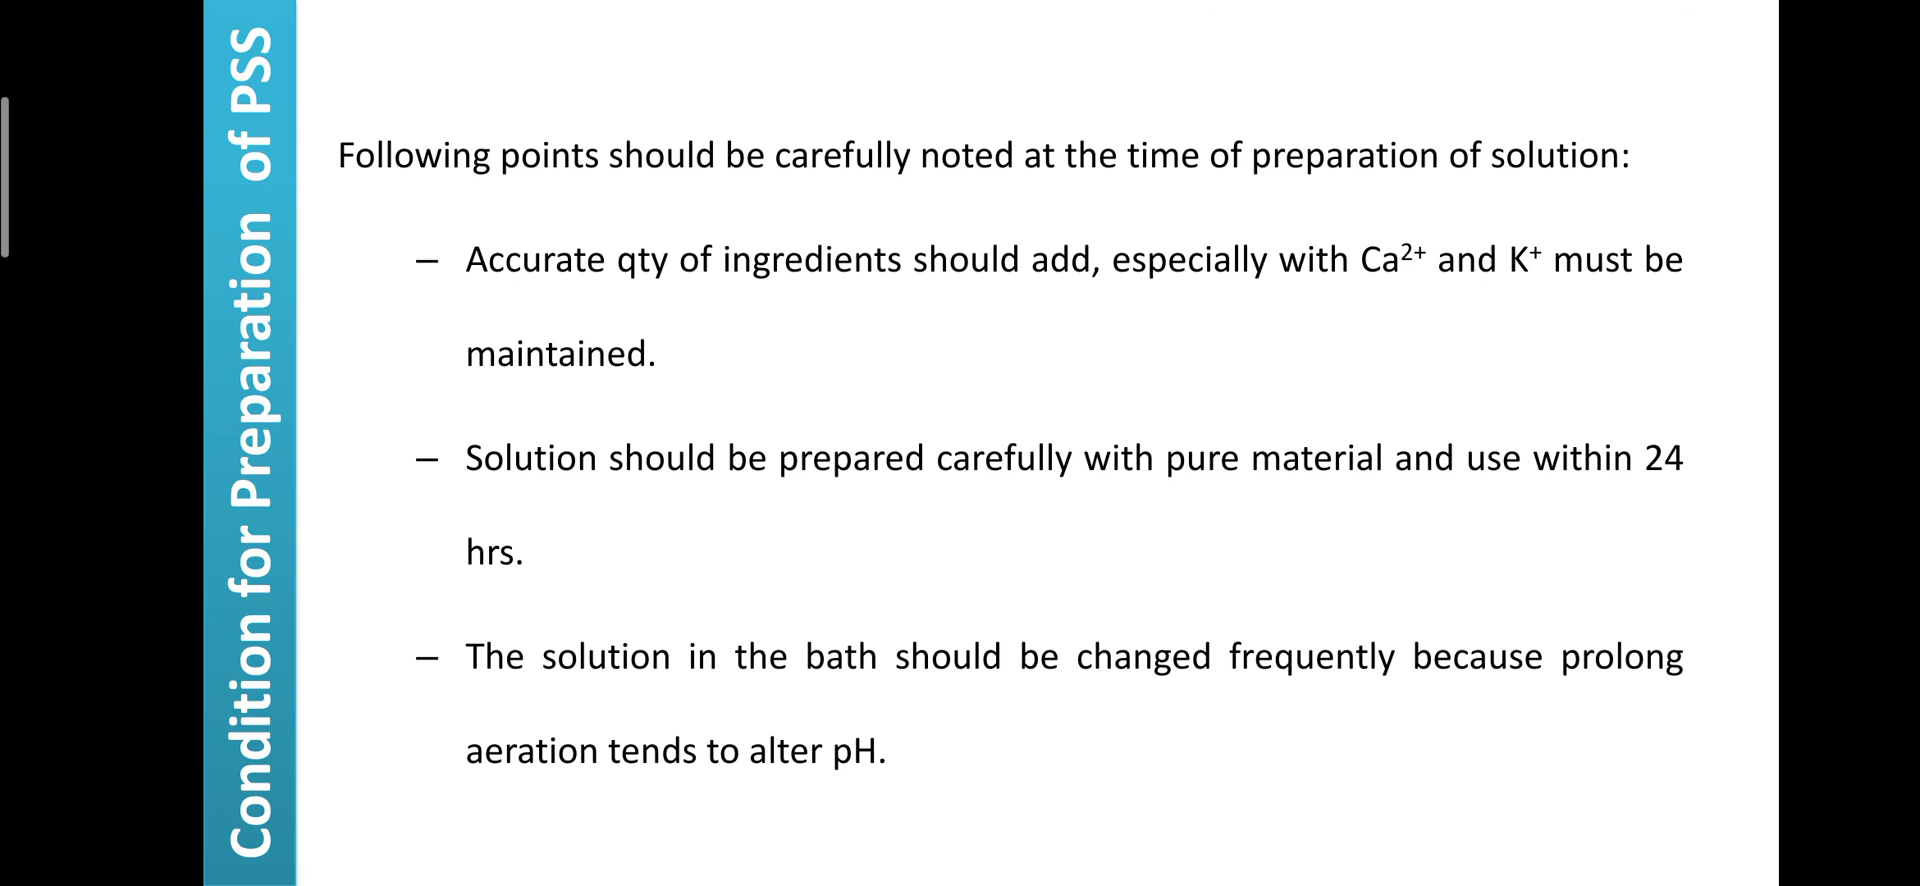 Condition for Preparation of PSS
Following points should be carefully noted at the time of preparation of solution:
– Accurate qty of ingredients should add, especially with Ca²⁺ and K⁺ must be
maintained.
– Solution should be prepared carefully with pure material and use within 24
hrs.
– The solution in the bath should be changed frequently because prolong
aeration tends to alter pH.